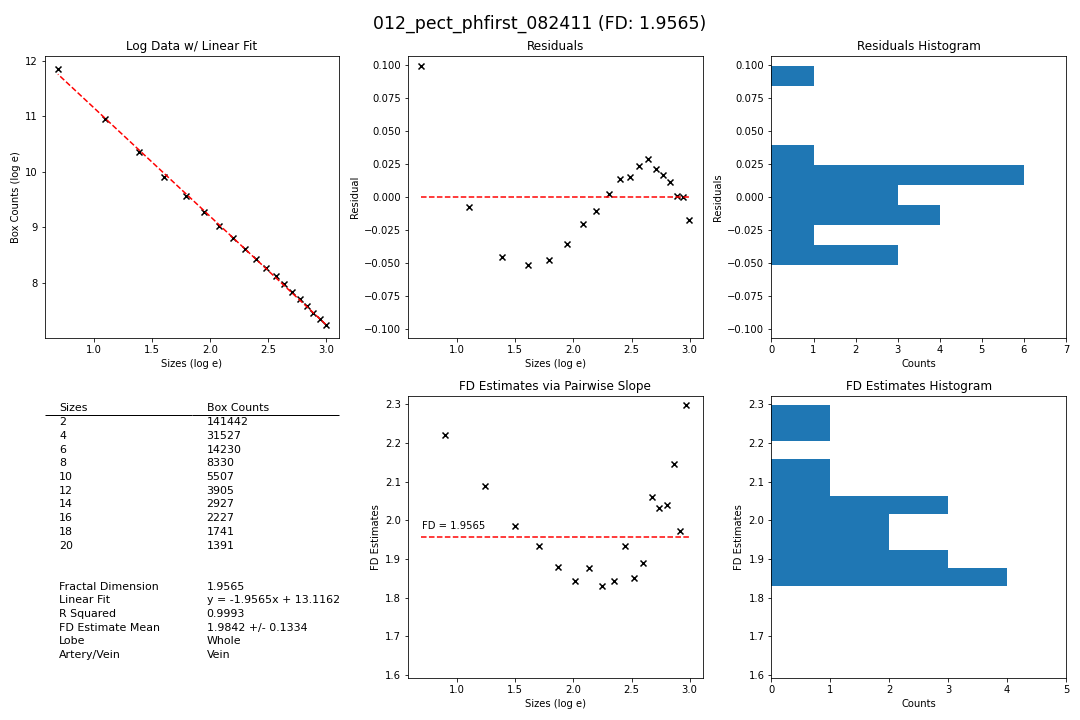 012_pect_phfirst_082411 (FD: 1.9565)
Log Data w/ Linear Fit
Box Counts (log e)
12
11
10
9
8
1.0 1.5 2.0 2.5 3.0
Sizes (log e)
Residuals
Residual
0.100
0.075
0.050
0.025
0.000
−0.025
−0.050
−0.075
−0.100
1.0 1.5 2.0 2.5 3.0
Sizes (log e)
Residuals Histogram
Residuals
0.100
0.075
0.050
0.025
0.000
−0.025
−0.050
−0.075
−0.100
0 1 2 3 4 5 6 7
Counts
Sizes Box Counts
2 141442
4 31527
6 14230
8 8330
10 5507
12 3905
14 2927
16 2227
18 1741
20 1391
Fractal Dimension 1.9565
Linear Fit y = -1.9565x + 13.1162
R Squared 0.9993
FD Estimate Mean 1.9842 +/- 0.1334
Lobe Whole
Artery/Vein Vein
FD Estimates via Pairwise Slope
FD Estimates
2.3
2.2
2.1
2.0
1.9
1.8
1.7
1.6
FD = 1.9565
1.0 1.5 2.0 2.5 3.0
Sizes (log e)
FD Estimates Histogram
FD Estimates
2.3
2.2
2.1
2.0
1.9
1.8
1.7
1.6
0 1 2 3 4 5
Counts